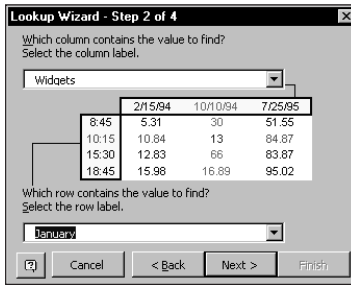 Lookup Wizard - Step 2 of 4
Which column contains the value to find?
Select the column label.
Widgets
2/15/94 10/10/94 7/25/95
8:45 5.31 30 51.55
10:15 10.84 13 84.87
15:30 12.83 66 83.87
18:45 15.98 16.89 95.02
Which row contains the value to find?
Select the row label.
January
Cancel < Back Next > Finish